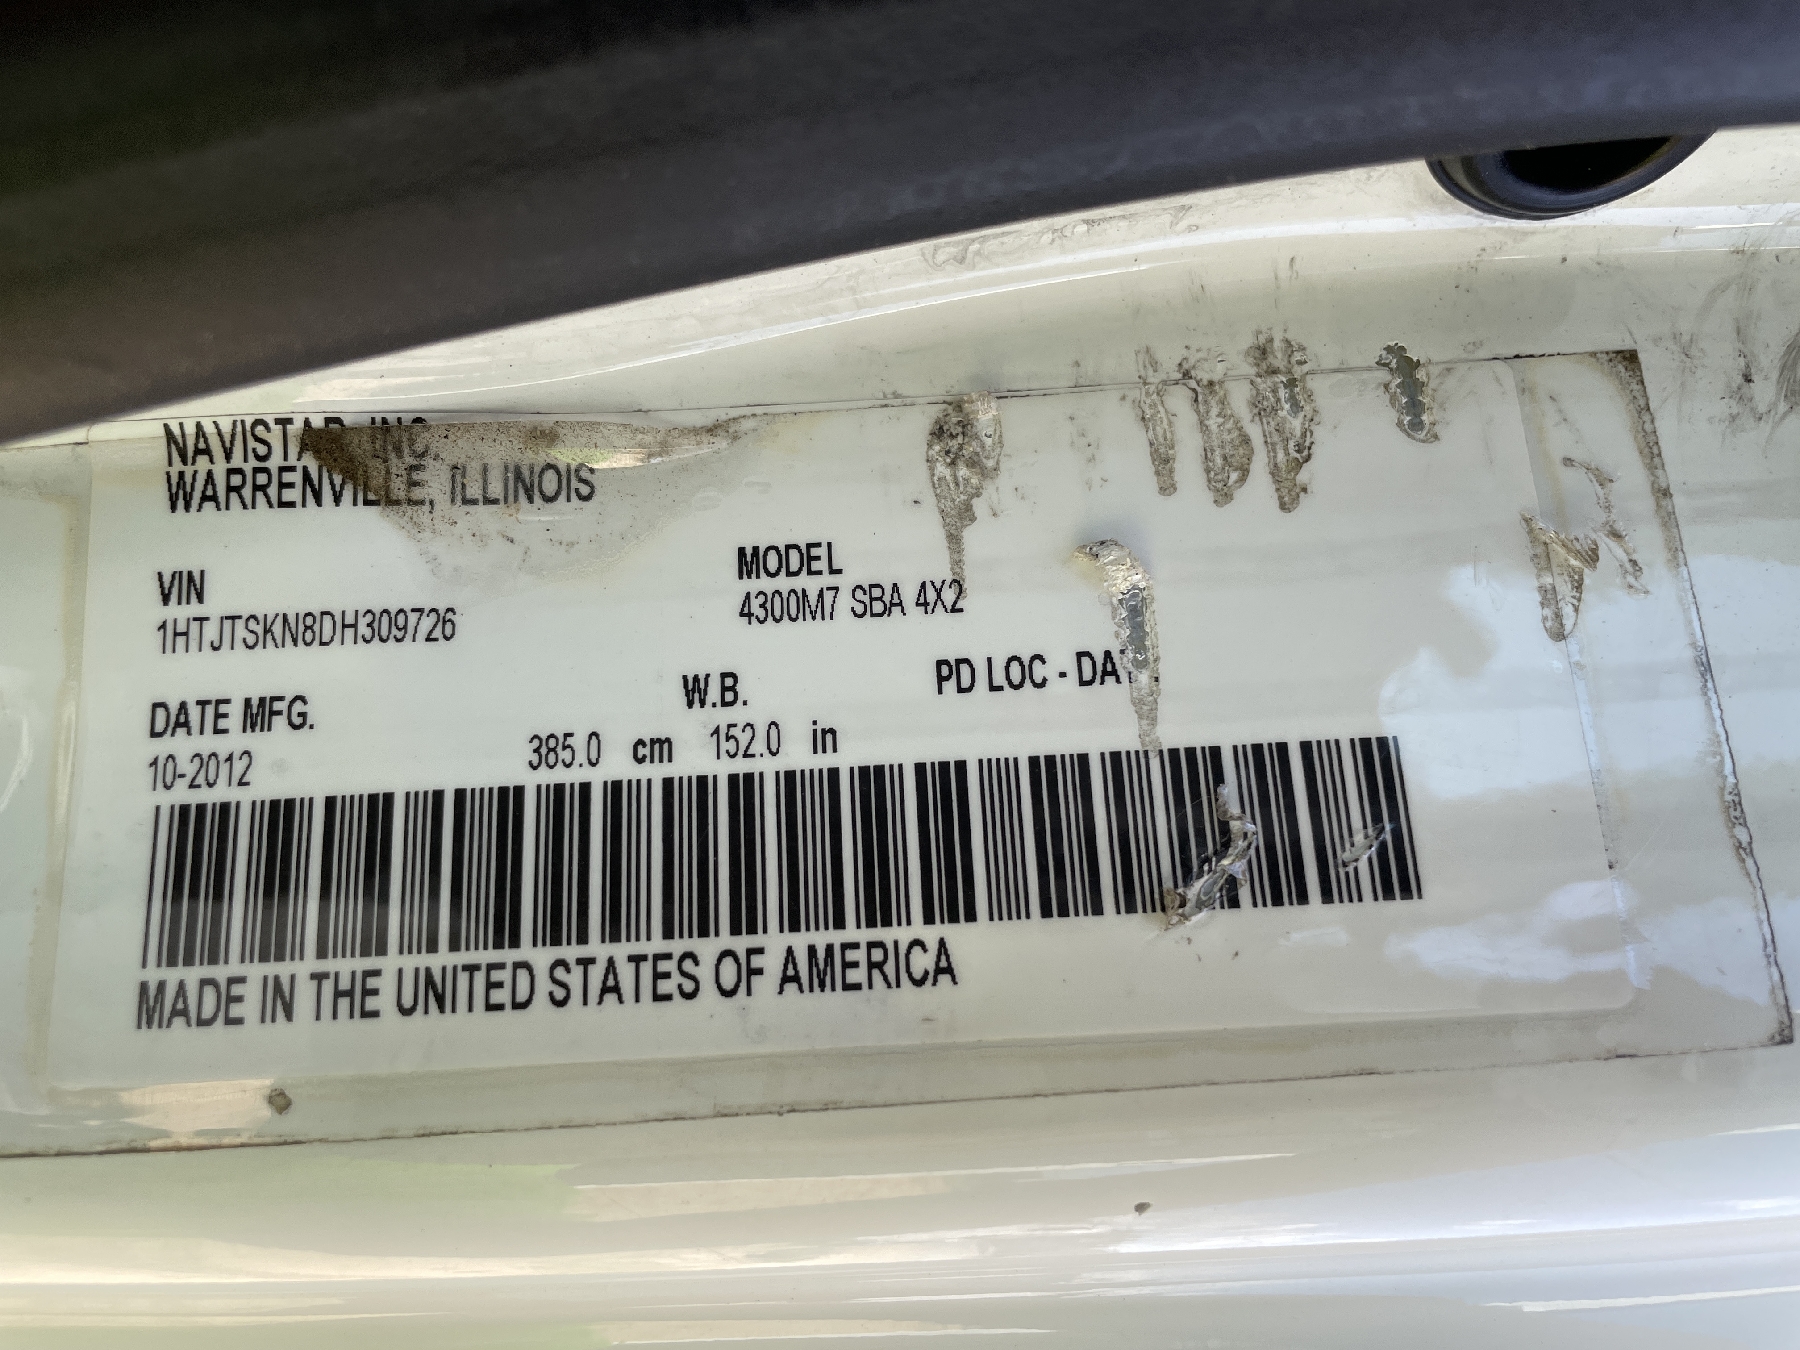 NAVISTAR, INC.
WARRENVILLE, ILLINOIS
VIN
1HTJTSKN8DH309726
MODEL
4300M7 SBA 4X2
DATE MFG.
10-2012
W.B.
385.0 cm 152.0 in
PD LOC -
MADE IN THE UNITED STATES OF AMERICA